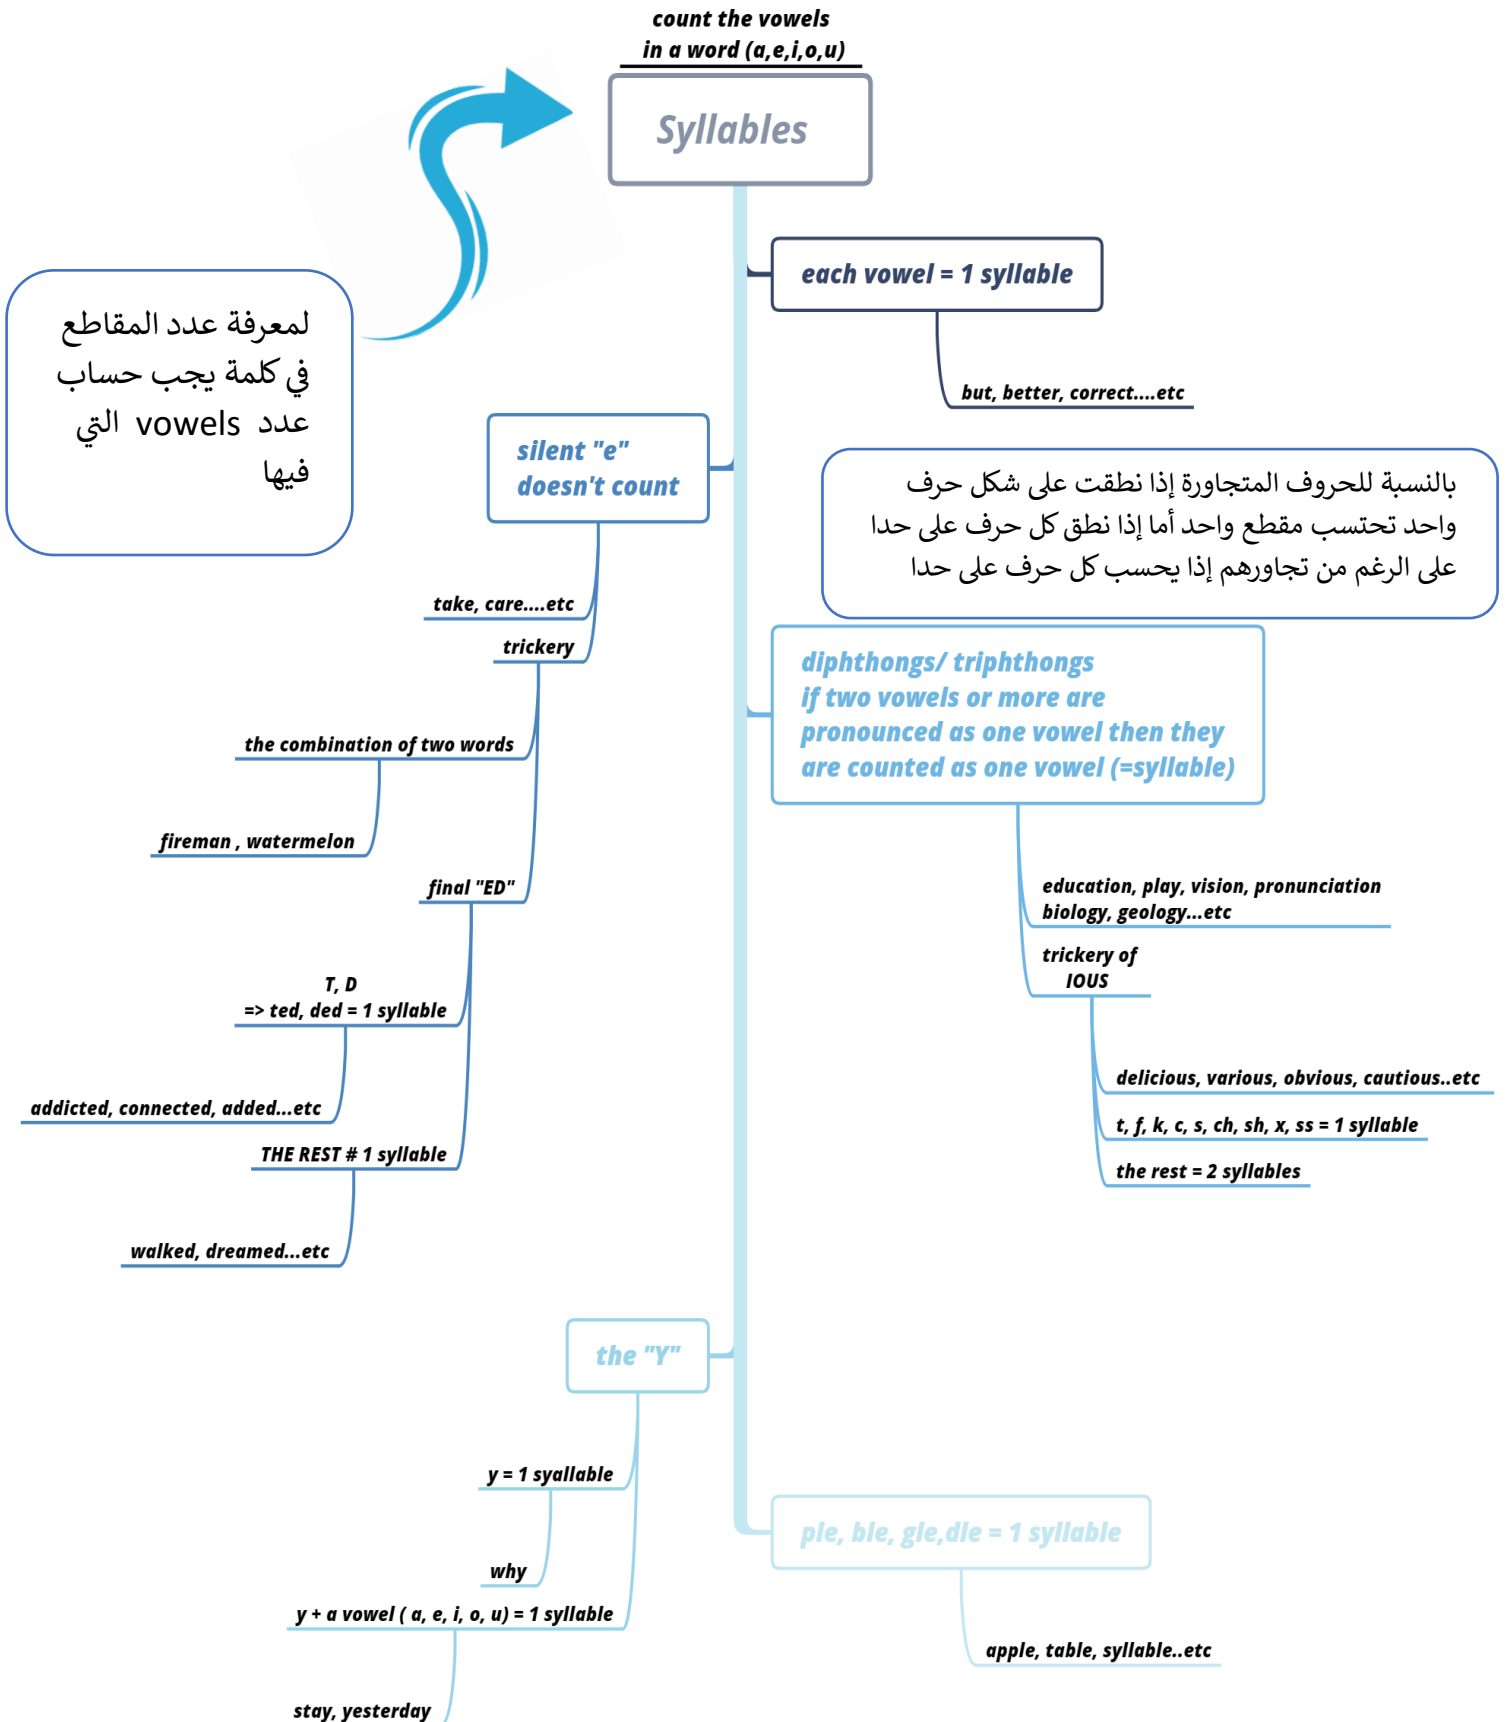 count the vowels
in a word (a,e,i,o,u)
Syllables
each vowel = 1 syllable
but, better, correct....etc
لمعرفة عدد المقاطع
في كلمة يجب حساب
عدد vowels التي
فيها
silent "e"
doesn't count
take, care....etc
trickery
the combination of two words
fireman , watermelon
final "ED"
T, D
=> ted, ded = 1 syllable
addicted, connected, added...etc
THE REST # 1 syllable
walked, dreamed...etc
بالنسبة للحروف المتجاورة إذا نطقت على شكل حرف
واحد تحتسب مقطع واحد أما إذا نطق كل حرف على حدا
على الرغم من تجاورهم إذا يحسب كل حرف على حدا
diphthongs/ triphthongs
if two vowels or more are
pronounced as one vowel then they
are counted as one vowel (=syllable)
education, play, vision, pronunciation
biology, geology...etc
trickery of
IOUS
delicious, various, obvious, cautious..etc
t, f, k, c, s, ch, sh, x, ss = 1 syllable
the rest = 2 syllables
the "Y"
y = 1 syallable
why
y + a vowel ( a, e, i, o, u) = 1 syllable
stay, yesterday
ple, ble, gle,dle = 1 syllable
apple, table, syllable..etc